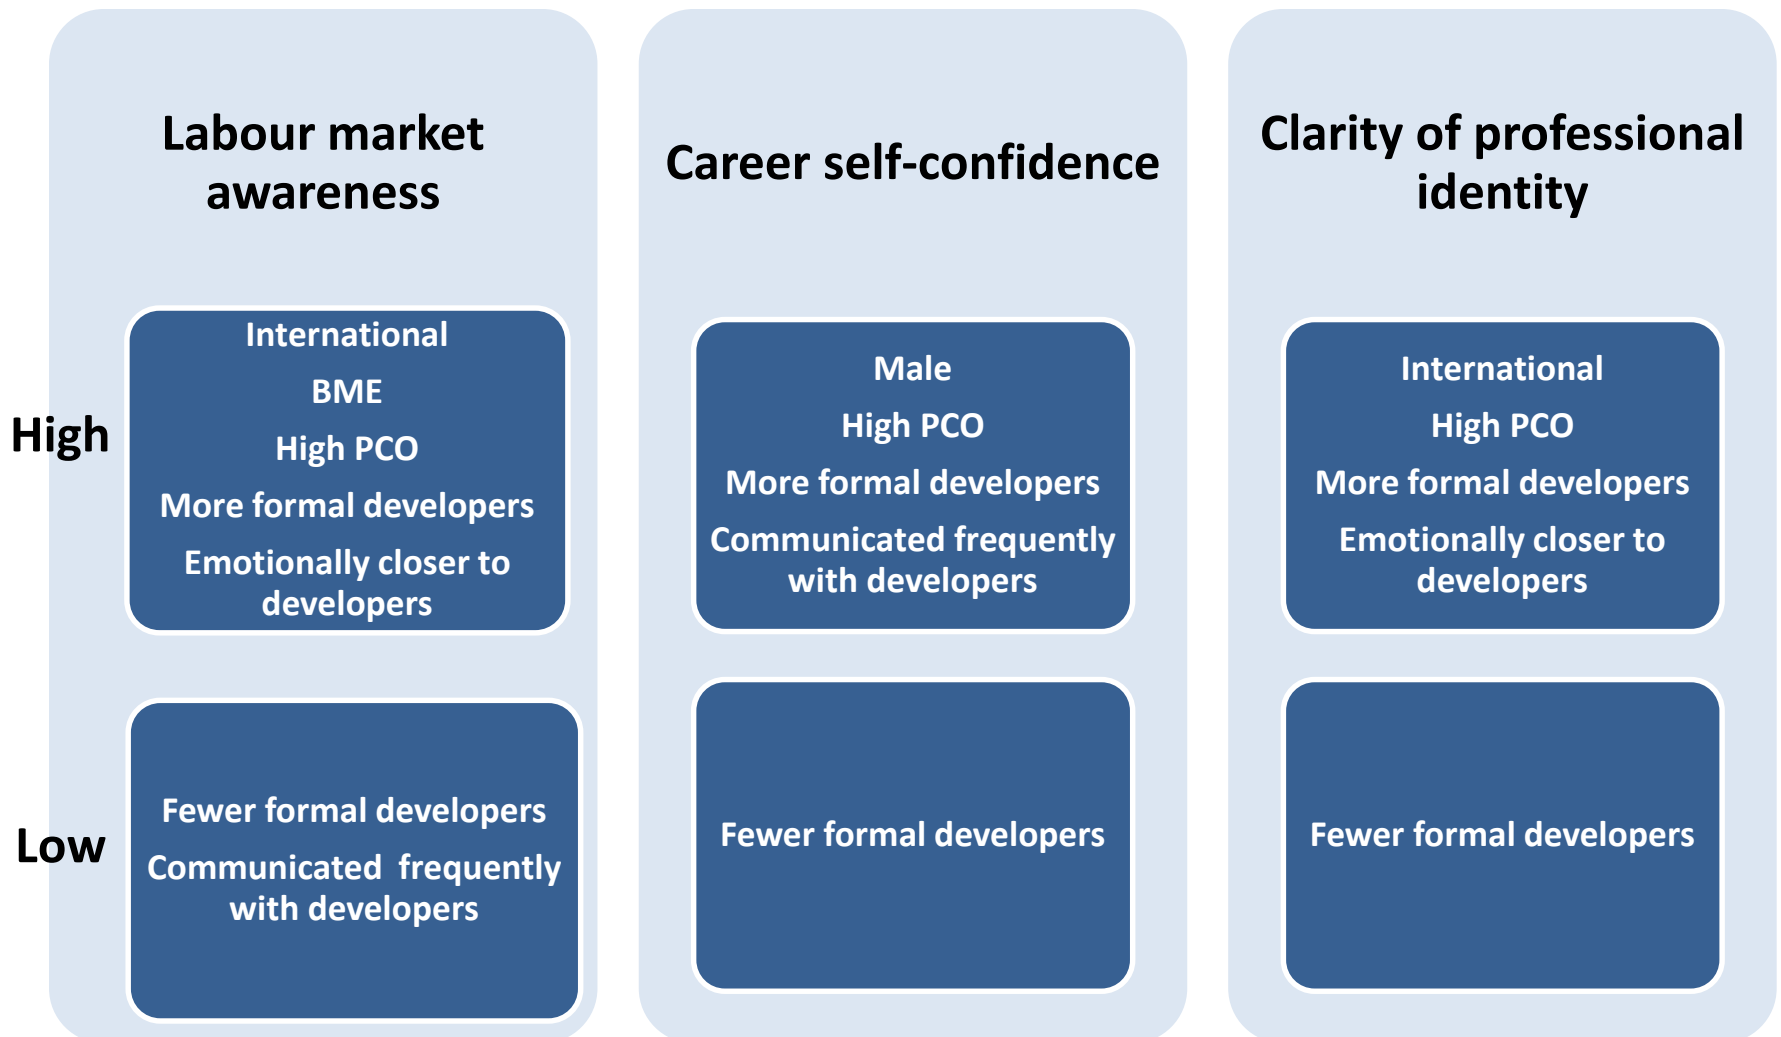 Labour market
awareness
Career self-confidence
Clarity of professional
identity
High
International
BME
High PCO
More formal developers
Emotionally closer to
developers
Male
High PCO
More formal developers
Communicated frequently
with developers
International
High PCO
More formal developers
Emotionally closer to
developers
Low
Fewer formal developers
Communicated  frequently
with developers
Fewer formal developers
Fewer formal developers